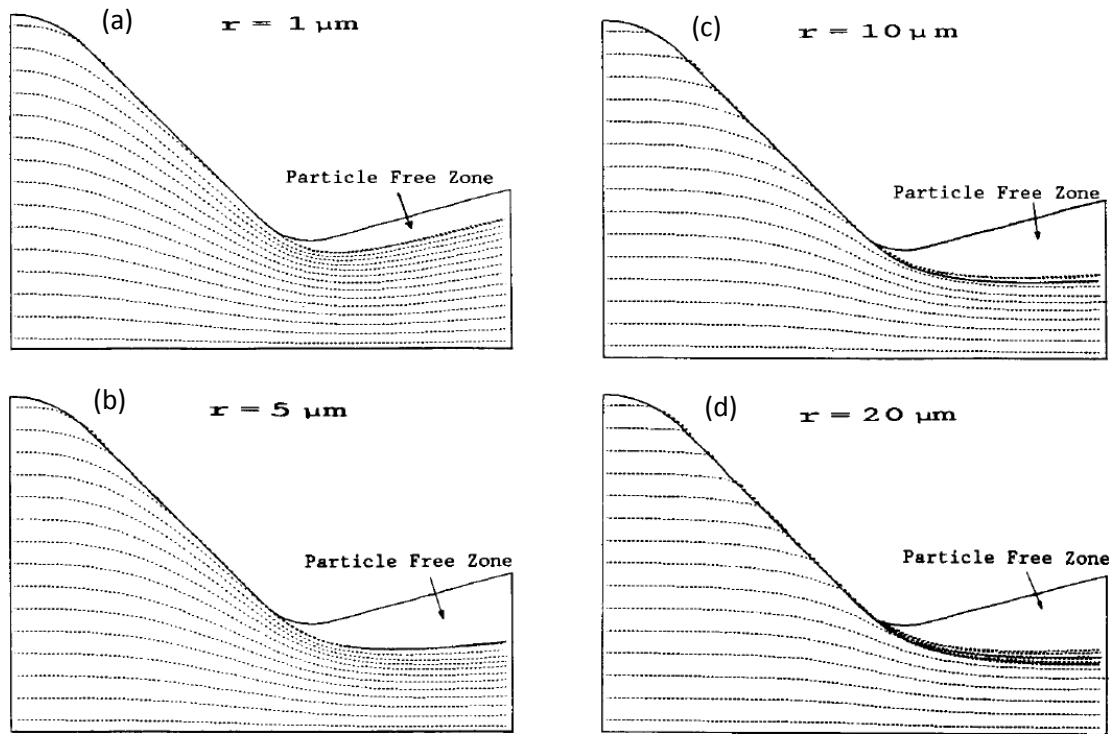 (a)
r = 1 μm
Particle Free Zone
(c)
r = 10 μm
Particle Free Zone
(b)
r = 5 μm
Particle Free Zone
(d)
r = 20 μm
Particle Free Zone